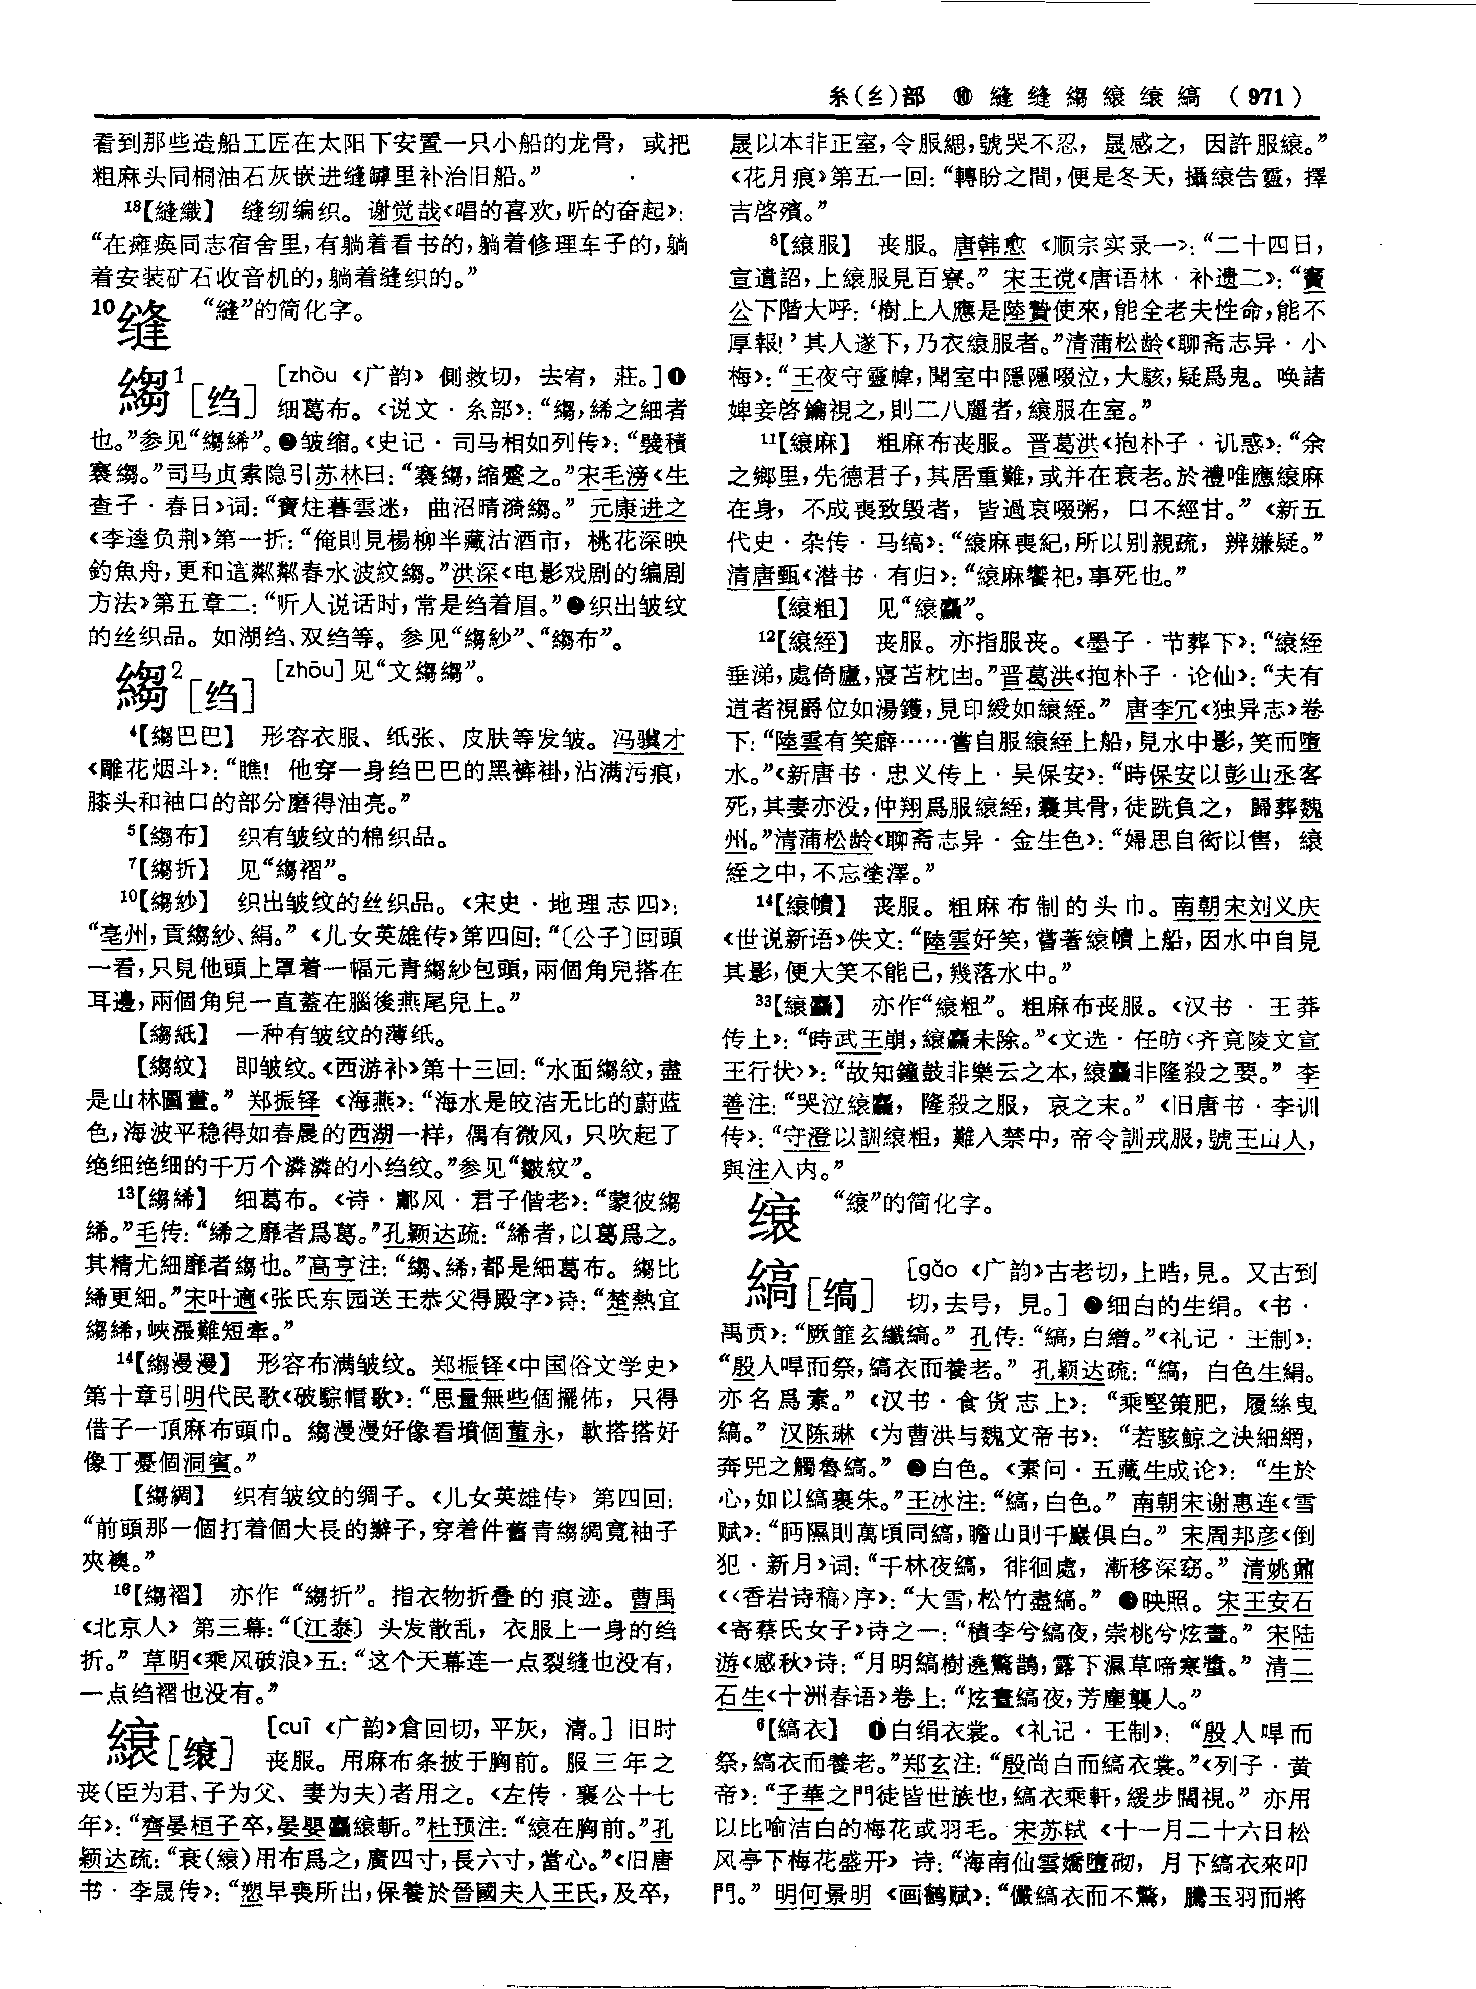 糸(纟)部 ⑩ 縫 缝 縐 縗 缞 縞 (971)
看到那些造船工匠在太阳下安置一只小船的龙骨，或把
粗麻头同桐油石灰嵌进缝罅里补治旧船。”
18【縫織】 缝纫编织。谢觉哉《唱的喜欢，听的奋起》：
“在瘫痪同志宿舍里，有躺着看书的，躺着修理车子的，躺
着安装矿石收音机的，躺着缝织的。”
10缝 “縫”的简化字。
縐1［绉］ ［zhòu 《广韵》 側救切，去宥，莊。］❶
细葛布。《说文·糸部》：“縐，絺之細者
也。”参见“縐絺”。❷皱缩。《史记·司马相如列传》：“襞積
褰縐。”司马贞索隐引苏林曰：“褰縐，缩蹙之。”宋毛滂《生
查子·春日》词：“寶炷暮雲迷，曲沼晴漪縐。” 元康进之
《李逵负荆》第一折：“俺則見楊柳半藏沽酒市，桃花深映
釣魚舟，更和這粼粼春水波紋縐。”洪深《电影戏剧的编剧
方法》第五章二：“听人说话时，常是绉着眉。”❸织出皱纹
的丝织品。如湖绉、双绉等。参见“縐紗”、“縐布”。
縐2［绉］ ［zhōu］见“文縐縐”。
4【縐巴巴】 形容衣服、纸张、皮肤等发皱。冯骥才
《雕花烟斗》：“瞧！他穿一身绉巴巴的黑裤褂，沾满污痕，
膝头和袖口的部分磨得油亮。”
5【縐布】 织有皱纹的棉织品。
7【縐折】 见“縐褶”。
10【縐紗】 织出皱纹的丝织品。《宋史·地理志四》：
“亳州，貢縐紗、絹。” 《儿女英雄传》第四回：“〔公子〕回頭
一看，只見他頭上罩着一幅元青縐紗包頭，兩個角兒搭在
耳邊，兩個角兒一直蓋在腦後燕尾兒上。”
【縐紙】 一种有皱纹的薄纸。
【縐紋】 即皱纹。《西游补》第十三回：“水面縐紋，盡
是山林圖畫。” 郑振铎 《海燕》：“海水是皎洁无比的蔚蓝
色，海波平稳得如春晨的西湖一样，偶有微风，只吹起了
绝细绝细的千万个潾潾的小绉纹。”参见“皺紋”。
13【縐絺】 细葛布。《诗·鄘风·君子偕老》：“蒙彼縐
絺。”毛传：“絺之靡者爲葛。”孔颖达疏：“絺者，以葛爲之。
其精尤細靡者縐也。”高亨注：“縐、絺，都是細葛布。縐比
絺更細。”宋叶適《张氏东园送王恭父得殿字》诗：“楚熱宜
縐絺，峽漲難短牽。”
14【縐漫漫】 形容布满皱纹。郑振铎《中国俗文学史》
第十章引明代民歌《破騌帽歌》：“思量無些個擺佈，只得
借子一頂麻布頭巾。縐漫漫好像看墳個董永，軟搭搭好
像丁憂個洞賓。”
【縐綢】 织有皱纹的绸子。《儿女英雄传》第四回：
“前頭那一個打着個大長的辮子，穿着件舊青縐綢寬袖子
夾襖。”
16【縐褶】 亦作 “縐折”。指衣物折叠的痕迹。曹禺
《北京人》第三幕：“〔江泰〕 头发散乱，衣服上一身的绉
折。” 草明《乘风破浪》五：“这个天幕连一点裂缝也没有，
一点绉褶也没有。”
縗［缞］ ［cuī 《广韵》倉回切，平灰，清。］旧时
丧服。用麻布条披于胸前。服三年之
丧（臣为君、子为父、妻为夫）者用之。《左传·襄公十七
年》：“齊晏桓子卒，晏嬰麤縗斬。”杜预注：“縗在胸前。”孔
颖达疏：“衰（縗）用布爲之，廣四寸，長六寸，當心。”《旧唐
书·李晟传》：“愬早喪所出，保養於晉國夫人王氏，及卒，
晟以本非正室，令服緦，號哭不忍，晟感之，因許服縗。”
《花月痕》第五一回：“轉盼之間，便是冬天，攝縗告靈，擇
吉啓殯。”
8【縗服】 丧服。唐韩愈 《顺宗实录一》：“二十四日，
宣遺詔，上縗服見百寮。” 宋王谠《唐语林·补遗二》：“竇
公下階大呼：‘樹上人應是陸贄使來，能全老夫性命，能不
厚報！’其人遂下，乃衣縗服者。”清蒲松龄《聊斋志异·小
梅》：“王夜守靈幃，聞室中隱隱啜泣，大駭，疑爲鬼。唤諸
婢妾啓鑰視之，則二八麗者，縗服在室。”
11【縗麻】 粗麻布丧服。晋葛洪《抱朴子·讥惑》：“余
之鄉里，先德君子，其居重難，或并在衰老。於禮唯應縗麻
在身，不成喪致毁者，皆過哀啜粥，口不經甘。” 《新五
代史·杂传·马缟》：“縗麻喪紀，所以别親疏，辨嫌疑。”
清唐甄《潜书·有归》：“縗麻饗祀，事死也。”
【縗粗】 见“縗麤”。
12【縗絰】 丧服。亦指服丧。《墨子·节葬下》：“縗絰
垂涕，處倚廬，寢苫枕凷。”晋葛洪《抱朴子·论仙》：“夫有
道者視爵位如湯鑊，見印綬如縗絰。” 唐李冗《独异志》卷
下：“陸雲有笑癖……嘗自服縗絰上船，見水中影，笑而墮
水。”《新唐书·忠义传上·吴保安》：“時保安以彭山丞客
死，其妻亦没，仲翔爲服縗絰，囊其骨，徒跣負之，歸葬魏
州。”清蒲松龄《聊斋志异·金生色》：“婦思自衒以售，縗
絰之中，不忘塗澤。”
14【縗幘】 丧服。粗麻布制的头巾。南朝宋刘义庆
《世说新语》佚文：“陸雲好笑，嘗著縗幘上船，因水中自見
其影，便大笑不能已，幾落水中。”
33【縗麤】 亦作“縗粗”。粗麻布丧服。《汉书·王莽
传上》：“時武王崩，縗麤未除。”《文选·任昉〈齐竟陵文宣
王行状〉》：“故知鐘鼓非樂云之本，縗麤非隆殺之要。” 李
善注：“哭泣縗麤，隆殺之服，哀之末。” 《旧唐书·李训
传》：“守澄以訓缞粗，難入禁中，帝令訓戎服，號王山人，
與注入内。”
缞 “縗”的简化字。
縞［缟］ ［gǎo 《广韵》古老切，上晧，見。又古到
切，去号，見。］ ❶细白的生绢。《书·
禹贡》：“厥篚玄纖縞。” 孔传：“縞，白繒。”《礼记·王制》：
“殷人哻而祭，縞衣而養老。” 孔颖达疏：“縞，白色生絹。
亦名爲素。” 《汉书·食货志上》：“乘堅策肥，履絲曳
縞。” 汉陈琳 《为曹洪与魏文帝书》：“若駭鲸之決細網，
奔兕之觸魯縞。” ❷白色。《素问·五藏生成论》：“生於
心，如以縞裹朱。”王冰注：“縞，白色。” 南朝宋谢惠连《雪
赋》：“眄隰則萬頃同縞，瞻山則千巖俱白。” 宋周邦彦《倒
犯·新月》词：“千林夜縞，徘徊處，漸移深窈。” 清姚鼐
《〈香岩诗稿〉序》：“大雪，松竹盡縞。” ❸映照。宋王安石
《寄蔡氏女子》诗之一：“積李兮縞夜，崇桃兮炫晝。” 宋陆
游《感秋》诗：“月明縞樹遶驚鵲，露下濕草啼寒螿。” 清二
石生《十洲春语》卷上：“炫晝縞夜，芳塵襲人。”
6【縞衣】 ❶白绢衣裳。《礼记·王制》：“殷人哻而
祭，縞衣而養老。”郑玄注：“殷尚白而縞衣裳。”《列子·黄
帝》：“子華之門徒皆世族也，縞衣乘軒，緩步闊視。” 亦用
以比喻洁白的梅花或羽毛。宋苏轼 《十一月二十六日松
风亭下梅花盛开》 诗：“海南仙雲嬌墮砌，月下縞衣來叩
門。” 明何景明 《画鹤赋》：“儼縞衣而不驚，騰玉羽而將